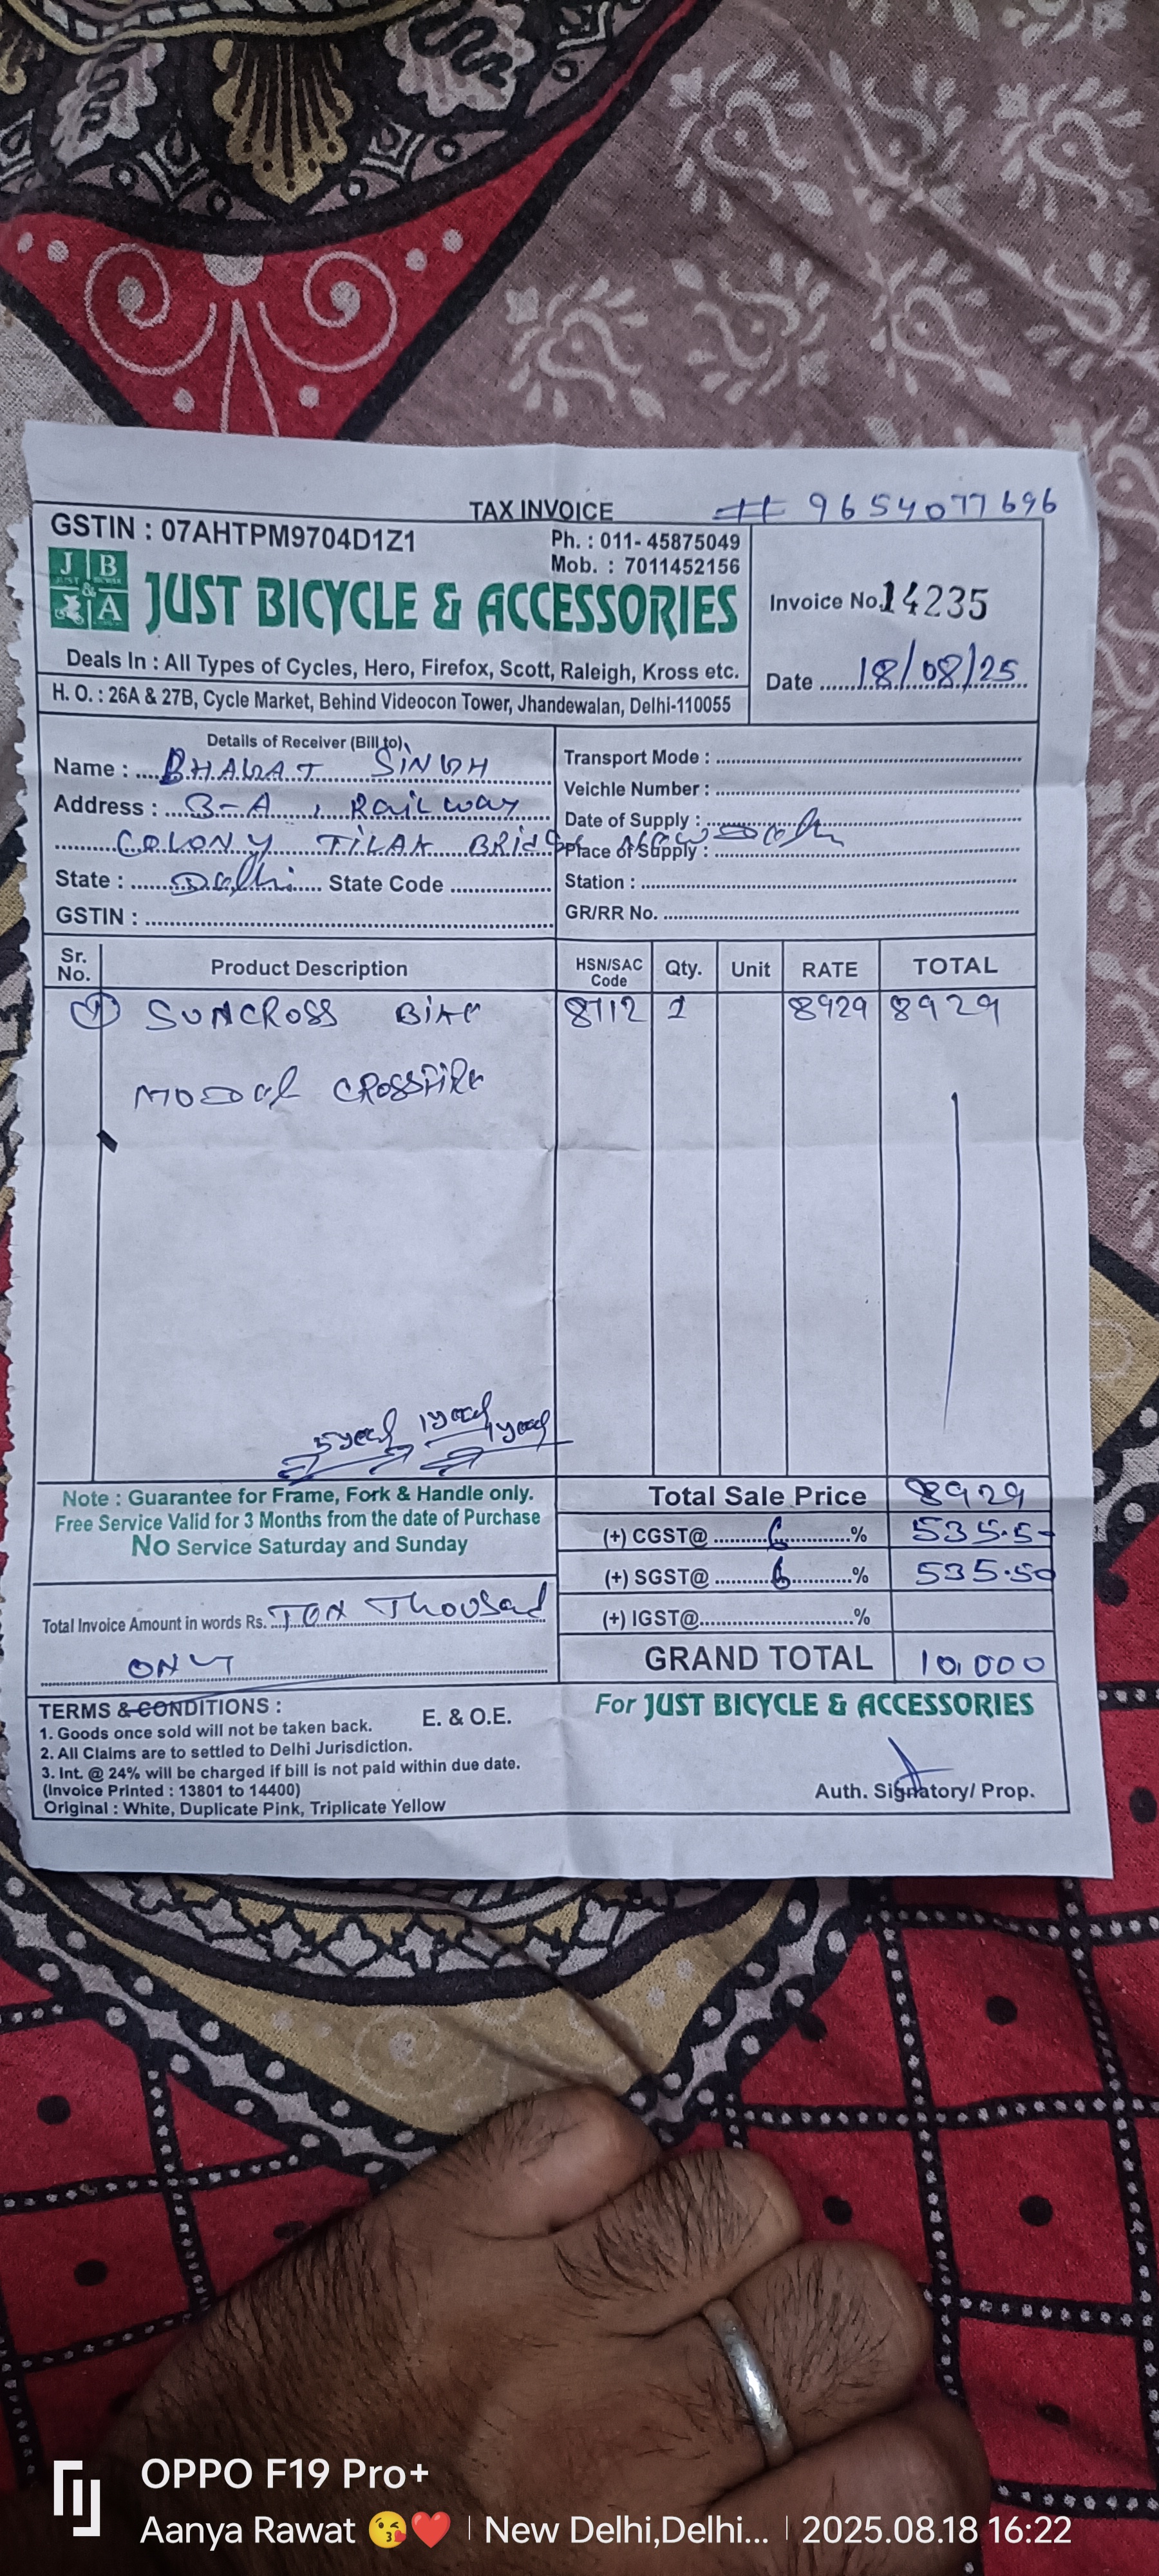 TAX INVOICE
# 9654077696
GSTIN : 07AHTPM9704D1Z1
Ph. : 011- 45875049
Mob. : 7011452156
J B & J A
JUST BICYCLE & ACCESSORIES
Deals In : All Types of Cycles, Hero, Firefox, Scott, Raleigh, Kross etc.
H. O. : 26A & 27B, Cycle Market, Behind Videocon Tower, Jhandewalan, Delhi-110055
Invoice No. 14235
Date 18/08/25
Details of Receiver (Bill to)
Name : BHARAT SINGH
Address : B-A, RAILWAY
COLONY TILAK BRIDGE New Delhi
State : Delhi State Code
GSTIN :
Transport Mode :
Veichle Number :
Date of Supply :
Place of Supply :
Station :
GR/RR No.
Sr. No. Product Description HSN/SAC Code Qty. Unit RATE TOTAL
1 SUNCROSS BIKE 8712 1 8929 8929
MODEL CROSSFIRE
5 year 1 year 1 year
Note : Guarantee for Frame, Fork & Handle only.
Free Service Valid for 3 Months from the date of Purchase
No Service Saturday and Sunday
Total Sale Price 8929
(+) CGST@ 6 % 535.50
(+) SGST@ 6 % 535.50
(+) IGST@ %
GRAND TOTAL 10,000
Total Invoice Amount in words Rs. Ten Thousad
ONLY
TERMS & CONDITIONS :
E. & O.E.
1. Goods once sold will not be taken back.
2. All Claims are to settled to Delhi Jurisdiction.
3. Int. @ 24% will be charged if bill is not paid within due date.
(Invoice Printed : 13801 to 14400)
Original : White, Duplicate Pink, Triplicate Yellow
For JUST BICYCLE & ACCESSORIES
Auth. Signatory/ Prop.
OPPO F19 Pro+
Aanya Rawat 😘❤️ | New Delhi,Delhi... | 2025.08.18 16:22